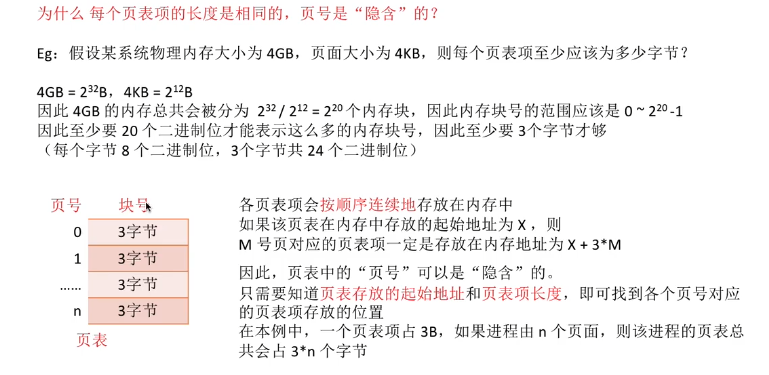 为什么 每个页表项的长度是相同的，页号是“隐含”的？
Eg：假设某系统物理内存大小为 4GB，页面大小为 4KB，则每个页表项至少应该为多少字节？
4GB = 2³²B，4KB = 2¹²B
因此 4GB 的内存总共会被分为 2³² / 2¹² = 2²⁰ 个内存块，因此内存块号的范围应该是 0 ~ 2²⁰ -1
因此至少要 20 个二进制位才能表示这么多的内存块号，因此至少要 3个字节才够
（每个字节 8 个二进制位，3个字节共 24 个二进制位）
页号 块号
0 3字节
1 3字节
…… 3字节
n 3字节
页表
各页表项会按顺序连续地存放在内存中
如果该页表在内存中存放的起始地址为 X ，则
M 号页对应的页表项一定是存放在内存地址为 X + 3*M
因此，页表中的“页号”可以是“隐含”的。
只需要知道页表存放的起始地址和页表项长度，即可找到各个页号对应
的页表项存放的位置
在本例中，一个页表项占 3B，如果进程由 n 个页面，则该进程的页表总
共会占 3*n 个字节